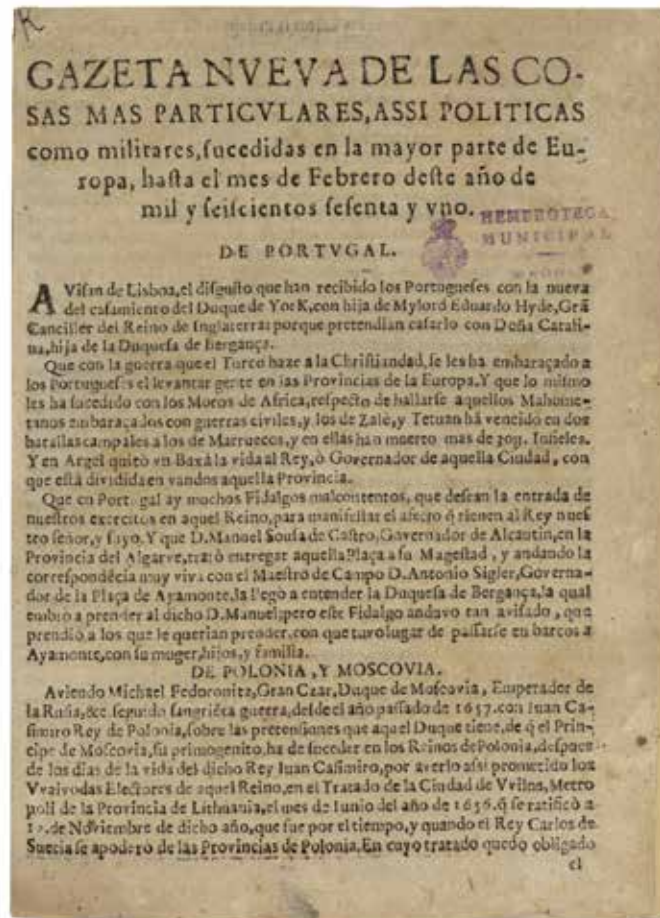 GAZETA NVEVA DE LAS CO-
SAS MAS PARTICVLARES, ASSI POLITICAS
como militares, sucedidas en la mayor parte de Eu-
ropa, hasta el mes de Febrero deste año de
mil y seiscientos sesenta y vno.
HEMEROTECA
MUNICIPAL
DE PORTVGAL.
AVisan de Lisboa, el disgusto que han recibido los Portugueses con la nueva
del casamiento del Duque de YorK, con hija de Mylord Eduardo Hyde, Grã
Canciller del Reino de Inglaterra: porque pretendian casarlo con Doña Catali-
na, hija de la Duquesa de Bergança.
Que con la guerra que el Turco haze a la Christiandad, se les ha embaraçado a
los Portugueses el levantar gente en las Provincias de la Europa. Y que lo mismo
les ha sucedido con los Moros de Africa, respecto de hallarse aquellos Mahome-
tanos embaraçados con guerras civiles, y los de Zale, y Tetuan hã vencido en dos
batallas campales a los de Marruecos, y en ellas han muerto mas de Infieles.
Y en Argel quitò vn Baxà la vida al Rey, ò Governador de aquella Ciudad, con
que està dividida en vandos aquella Provincia.
Que en Portugal ay muchos Fidalgos malcontentos, que desean la entrada de
nuestros exercitos en aquel Reino, para manifestar el afecto q̃ tienen al Rey nues
tro señor, y suyo. Y que D. Manuel Sousa de Castro, Governador de Alcautin, en la
Provincia del Algarve, tratò entregar aquella Plaça a su Magestad, y andando la
correspondẽcia muy viva con el Maestro de Campo D. Antonio Sigler, Governa-
dor de la Plaça de Ayamonte, la llegò a entender la Duquesa de Bergança, la qual
embio a prender al dicho D. Manuel; pero este Fidalgo anduvo tan avisado, que
prendiò a los que le querian prender, con que tuvo lugar de passarse en barcos a
Ayamonte, con su muger, hijos, y familia.
DE POLONIA, Y MOSCOVIA.
Aviendo Michael Fedoronitz, Gran Czar, Duque de Moscovia, Emperador de
la Rusia, &c. seguido sangriẽta guerra, desde el año passado de 1657. con Iuan Ca-
simiro Rey de Polonia, sobre las pretensiones que aquel Duque tiene, de q̃ el Prin-
cipe de Moscovia, su primogenito, ha de suceder en los Reinos de Polonia, despues
de los dias de la vida del dicho Rey Iuan Casimiro, por averlo assi prometido los
Vvaivodas Electores de aquel Reino, en el Tratado de la Ciudad de Vvilna, Metro
poli de la Provincia de Lithuania, el mes de Iunio del año de 1656. q̃ se ratificò a
de Noviembre de dicho año, que fue por el tiempo, y quando el Rey Carlos de
Suecia se apoderò de las Provincias de Polonia. En cuyo tratado quedo obligado
el